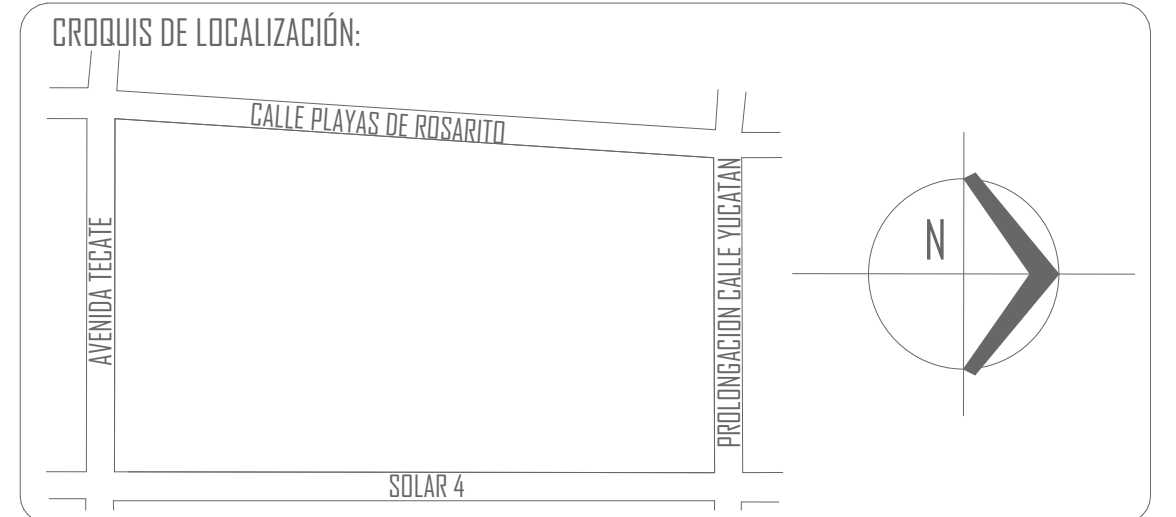 CROQUIS DE LOCALIZACIÓN:
CALLE PLAYAS DE ROSARITO
AVENIDA TECATE
PROLONGACION CALLE YUCATAN
N
SOLAR 4